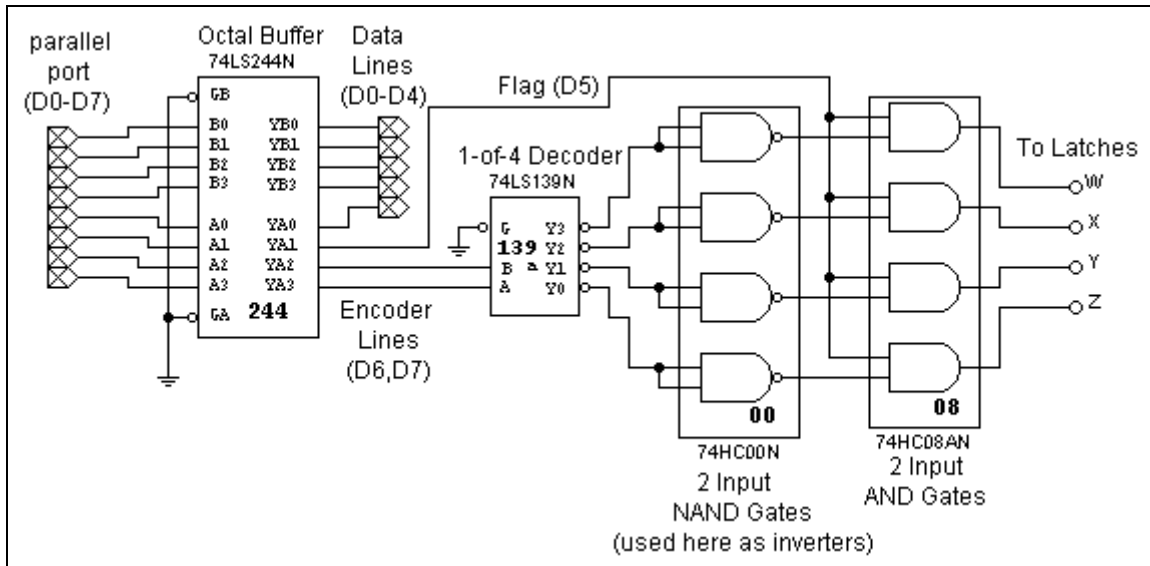 parallel
port
(D0-D7)
Octal Buffer
74LS244N
Data
Lines
(D0-D4)
GB
B0 YB0
B1 YB1
B2 YB2
B3 YB3
A0 YA0
A1 YA1
A2 YA2
A3 YA3
GA 244
Encoder
Lines
(D6,D7)
Flag (D5)
1-of-4 Decoder
74LS139N
G Y3
139 Y2
B a Y1
A Y0
00
74HC00N
2 Input
NAND Gates
(used here as inverters)
08
74HC08AN
2 Input
AND Gates
To Latches
W
X
Y
Z